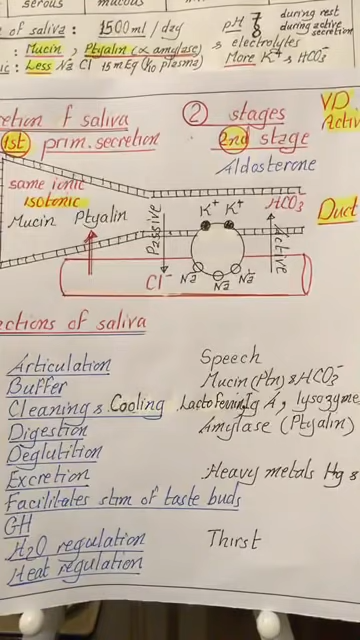 serous mucous
e of saliva : 1500 ml / day pH 7 during rest
8 during active secretion
: Mucin, Ptyalin (α amylase) & electrolytes
ic : Less Na Cl 15 mEq (1/10 plasma) More K+ & HCO3-
etion of saliva ② stages VD
1st prim. secretion 2nd stage Activ
Aldosterone
same ionic K+ K+ HCO3
isotonic
Mucin Ptyalin Passive Active Duct
Cl- Na Na Na
ections of saliva
Articulation Speech
Buffer Mucin (Ptn) & HCO3-
Cleaning & Cooling Lactoferrin, Ig A, lysozyme
Digestion Amylase (Ptyalin)
Deglutition
Excretion Heavy metals Hg &
Facilitates stim of taste buds
GH
H2O regulation Thirst
Heat regulation